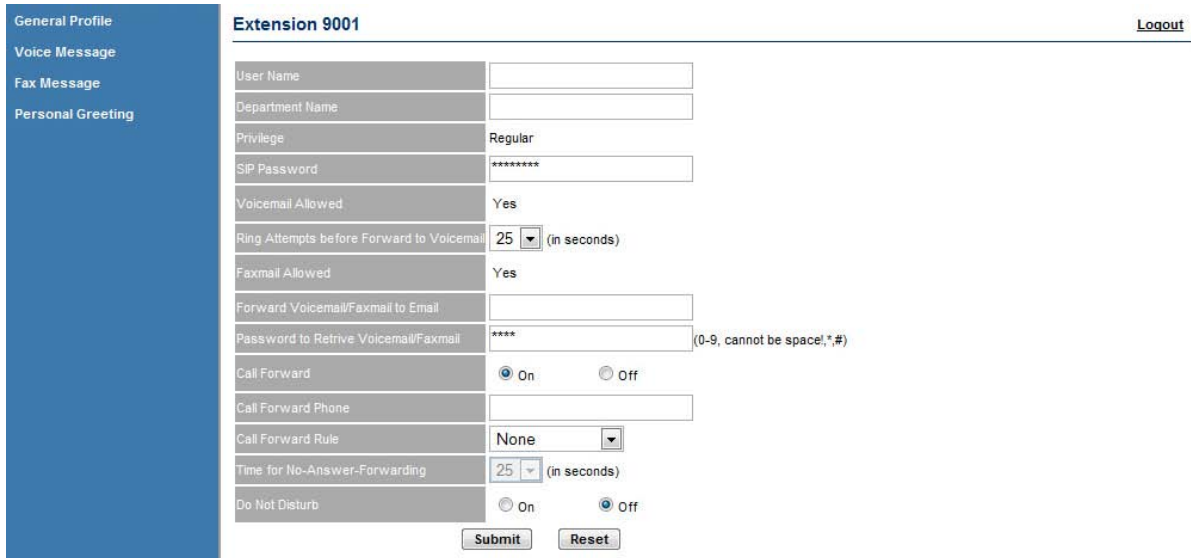 General Profile
Voice Message
Fax Message
Personal Greeting
Extension 9001
Logout
User Name
Department Name
Privilege Regular
SIP Password ********
Voicemail Allowed Yes
Ring Attempts before Forward to Voicemail 25 (in seconds)
Faxmail Allowed Yes
Forward Voicemail/Faxmail to Email
Password to Retrive Voicemail/Faxmail **** (0-9, cannot be space!,*,#)
Call Forward On Off
Call Forward Phone
Call Forward Rule None
Time for No-Answer-Forwarding 25 (in seconds)
Do Not Disturb On Off
Submit Reset